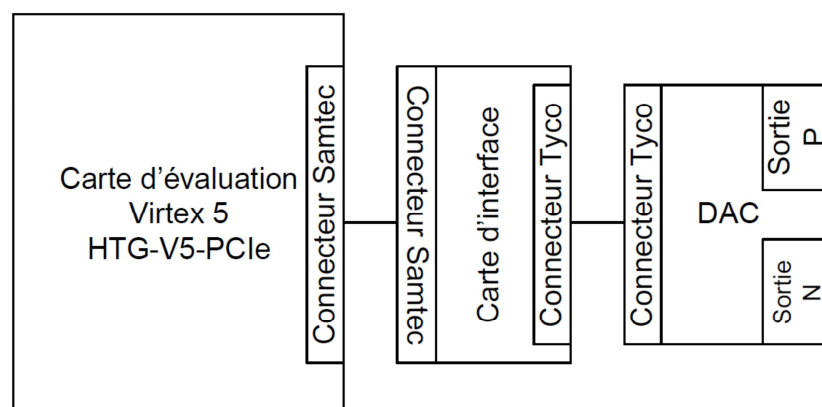 Carte d'évaluation
Virtex 5
HTG-V5-PCIe
Connecteur Samtec
Connecteur Samtec
Carte d'interface
Connecteur Tyco
Connecteur Tyco
DAC
Sortie
P
Sortie
N